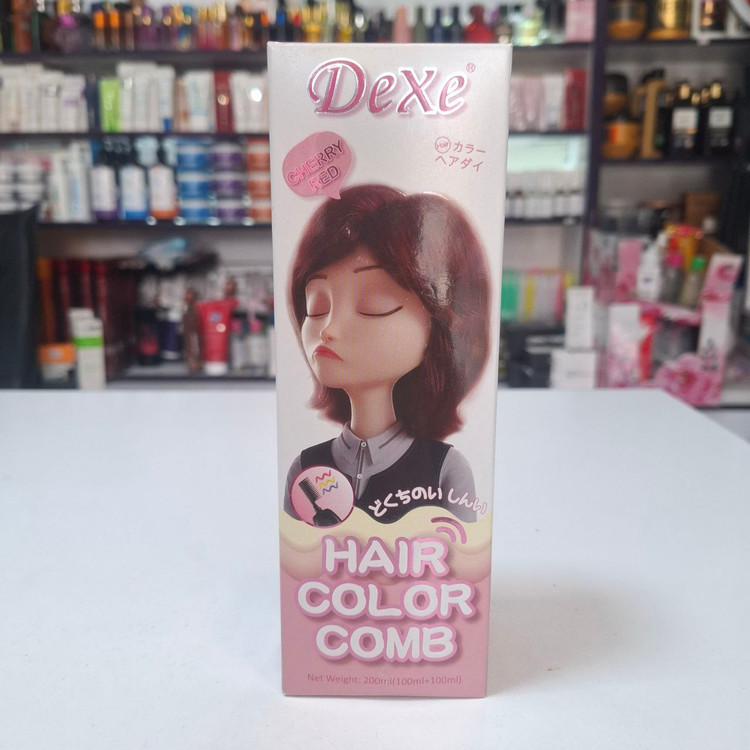 DeXe®
CHERRY
RED
カラー
ヘアダイ
どくちのい しんい
HAIR
COLOR
COMB
Net Weight: 200ml(100ml+100ml)